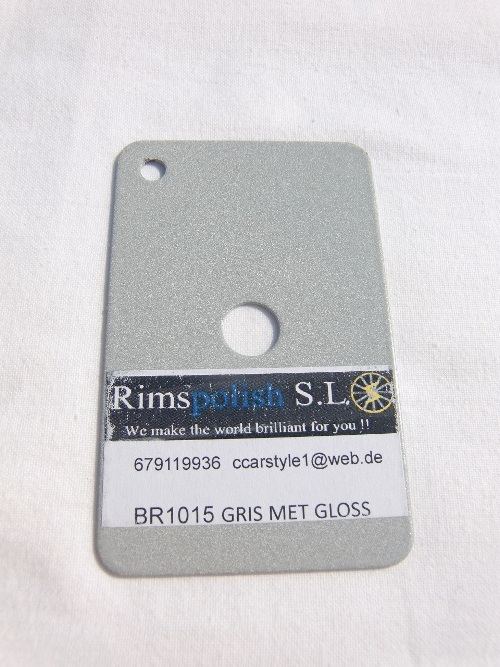 Rimspolish S.L.
We make the world brilliant for you !!
679119936 ccarstyle1@web.de
BR1015 GRIS MET GLOSS